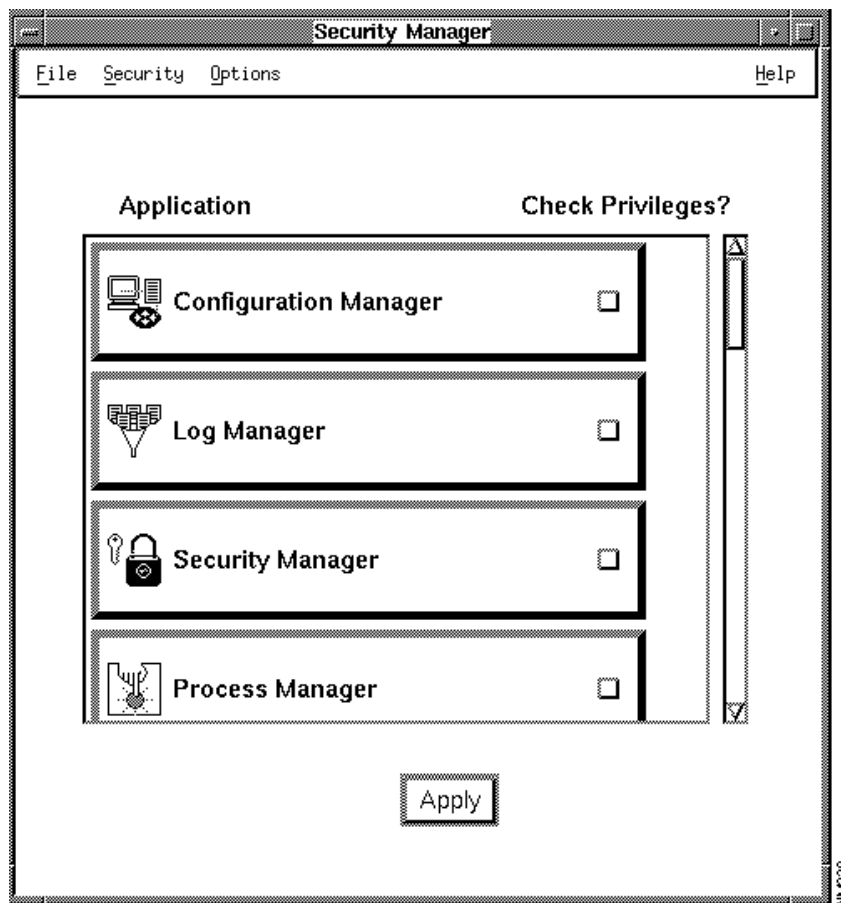 Security Manager
File Security Options Help
Application Check Privileges?
Configuration Manager
Log Manager
Security Manager
Process Manager
Apply